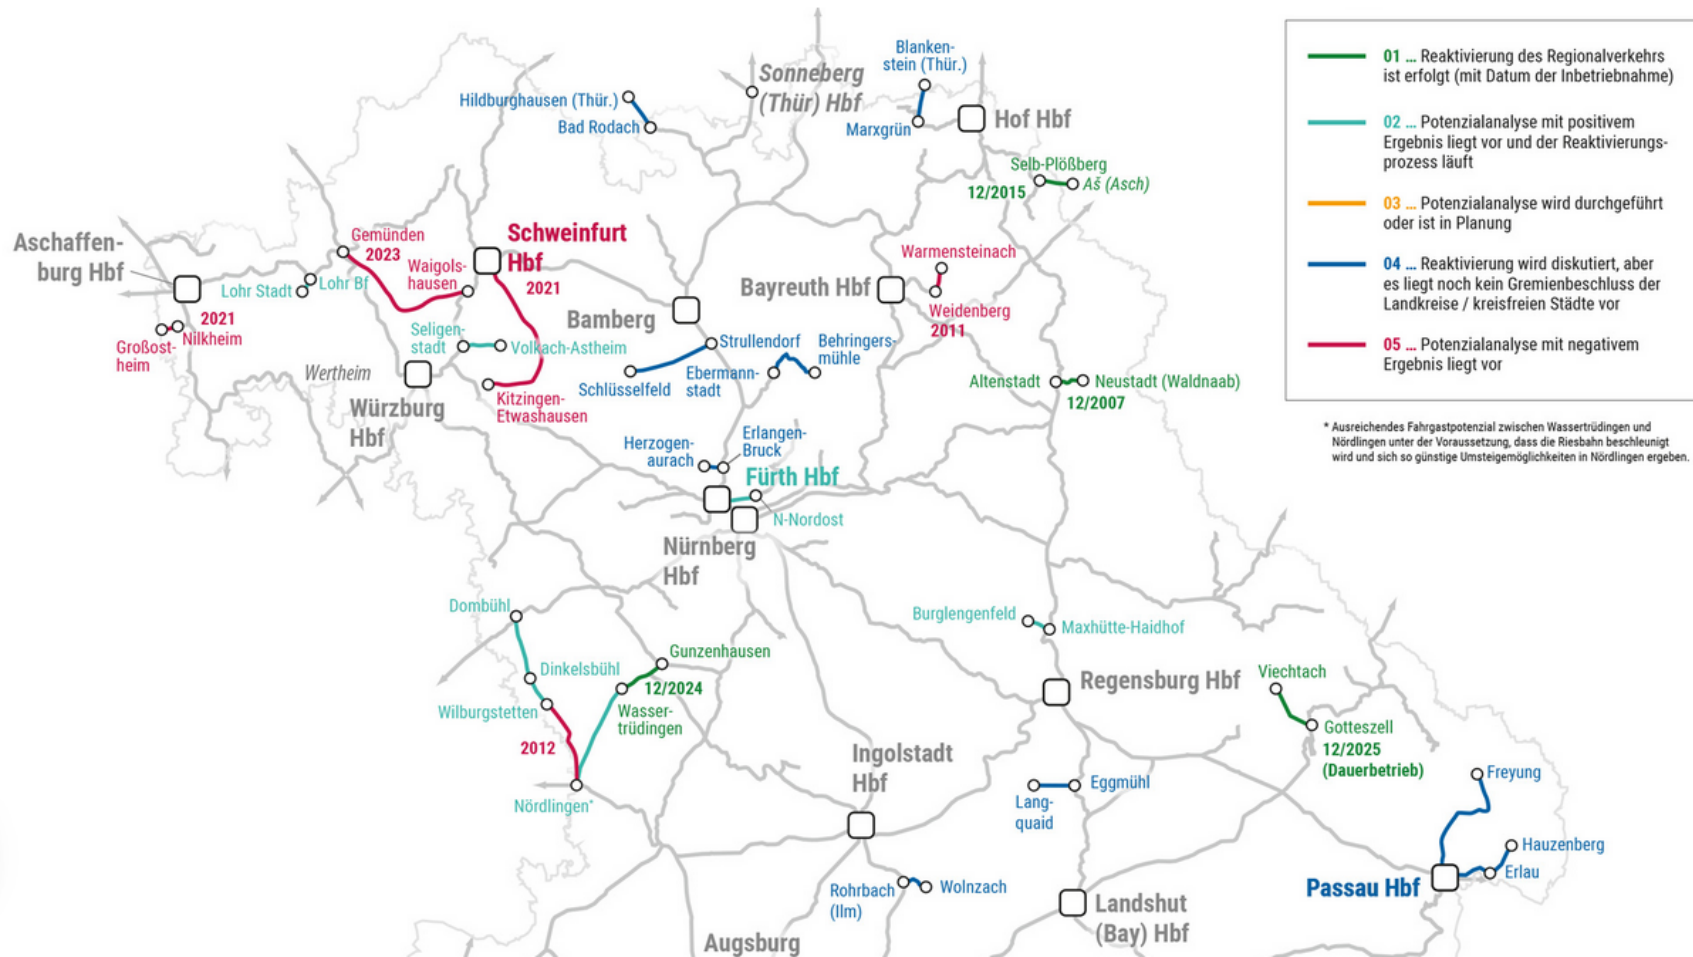 Blanken-
stein (Thür.)
Sonneberg
(Thür) Hbf
Hildburghausen (Thür.)
Bad Rodach
Marxgrün
Hof Hbf
Selb-Plößberg
12/2015
Aš (Asch)
Aschaffen-
burg Hbf
Gemünden
2023
Waigols-
hausen
Schweinfurt
Hbf
2021
Lohr Stadt
Lohr Bf
2021
Nilkheim
Großost-
heim
Seligen-
stadt
Volkach-Astheim
Wertheim
Kitzingen-
Etwashausen
Würzburg
Hbf
Bamberg
Strullendorf
Schlüsselfeld
Ebermann-
stadt
Behringers-
mühle
Bayreuth Hbf
Warmensteinach
Weidenberg
2011
Altenstadt
Neustadt (Waldnaab)
12/2007
Herzogen-
aurach
Erlangen-
Bruck
Fürth Hbf
N-Nordost
Nürnberg
Hbf
Dombühl
Dinkelsbühl
Wilburgstetten
2012
Nördlingen*
Gunzenhausen
12/2024
Wasser-
trüdingen
Burglengenfeld
Maxhütte-Haidhof
Regensburg Hbf
Viechtach
Gotteszell
12/2025
(Dauerbetrieb)
Ingolstadt
Hbf
Lang-
quaid
Eggmühl
Freyung
Hauzenberg
Erlau
Passau Hbf
Rohrbach
(Ilm)
Wolnzach
Landshut
(Bay) Hbf
Augsburg
01 ... Reaktivierung des Regionalverkehrs
ist erfolgt (mit Datum der Inbetriebnahme)
02 ... Potenzialanalyse mit positivem
Ergebnis liegt vor und der Reaktivierungs-
prozess läuft
03 ... Potenzialanalyse wird durchgeführt
oder ist in Planung
04 ... Reaktivierung wird diskutiert, aber
es liegt noch kein Gremienbeschluss der
Landkreise / kreisfreien Städte vor
05 ... Potenzialanalyse mit negativem
Ergebnis liegt vor
* Ausreichendes Fahrgastpotenzial zwischen Wassertrüdingen und
Nördlingen unter der Voraussetzung, dass die Riesbahn beschleunigt
wird und sich so günstige Umsteigemöglichkeiten in Nördlingen ergeben.